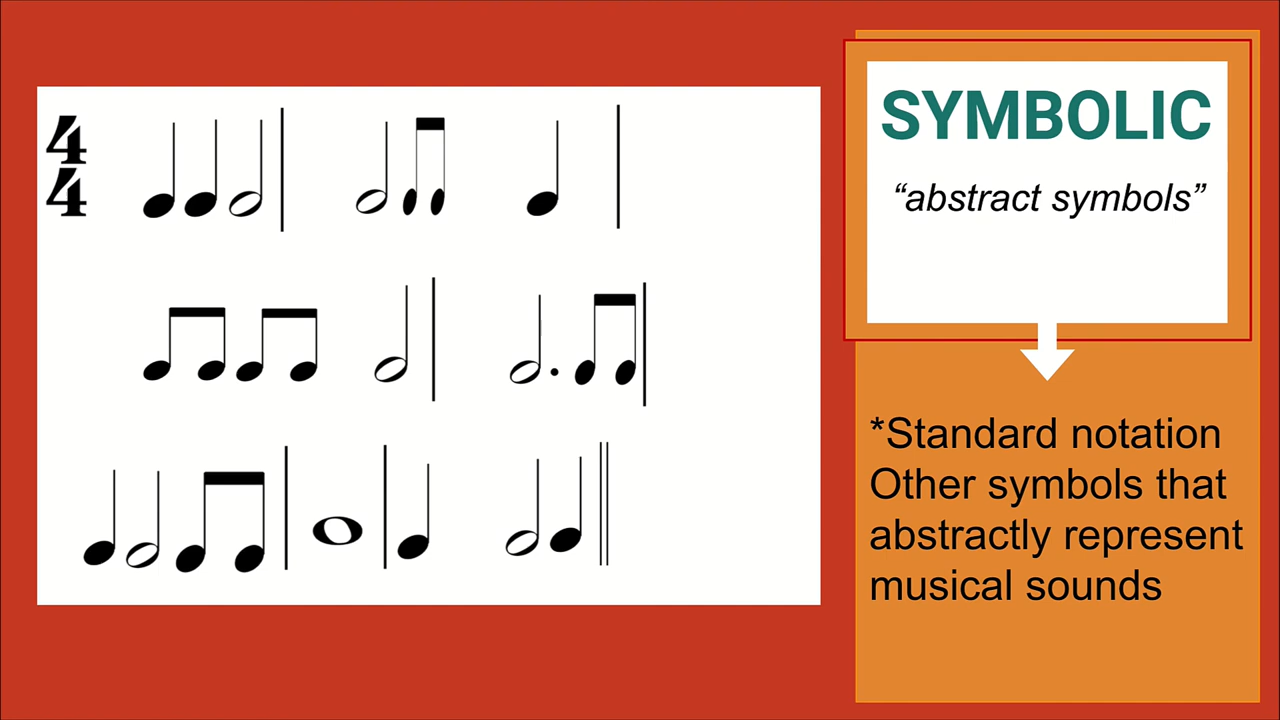 4
4
SYMBOLIC
“abstract symbols”
*Standard notation
Other symbols that
abstractly represent
musical sounds